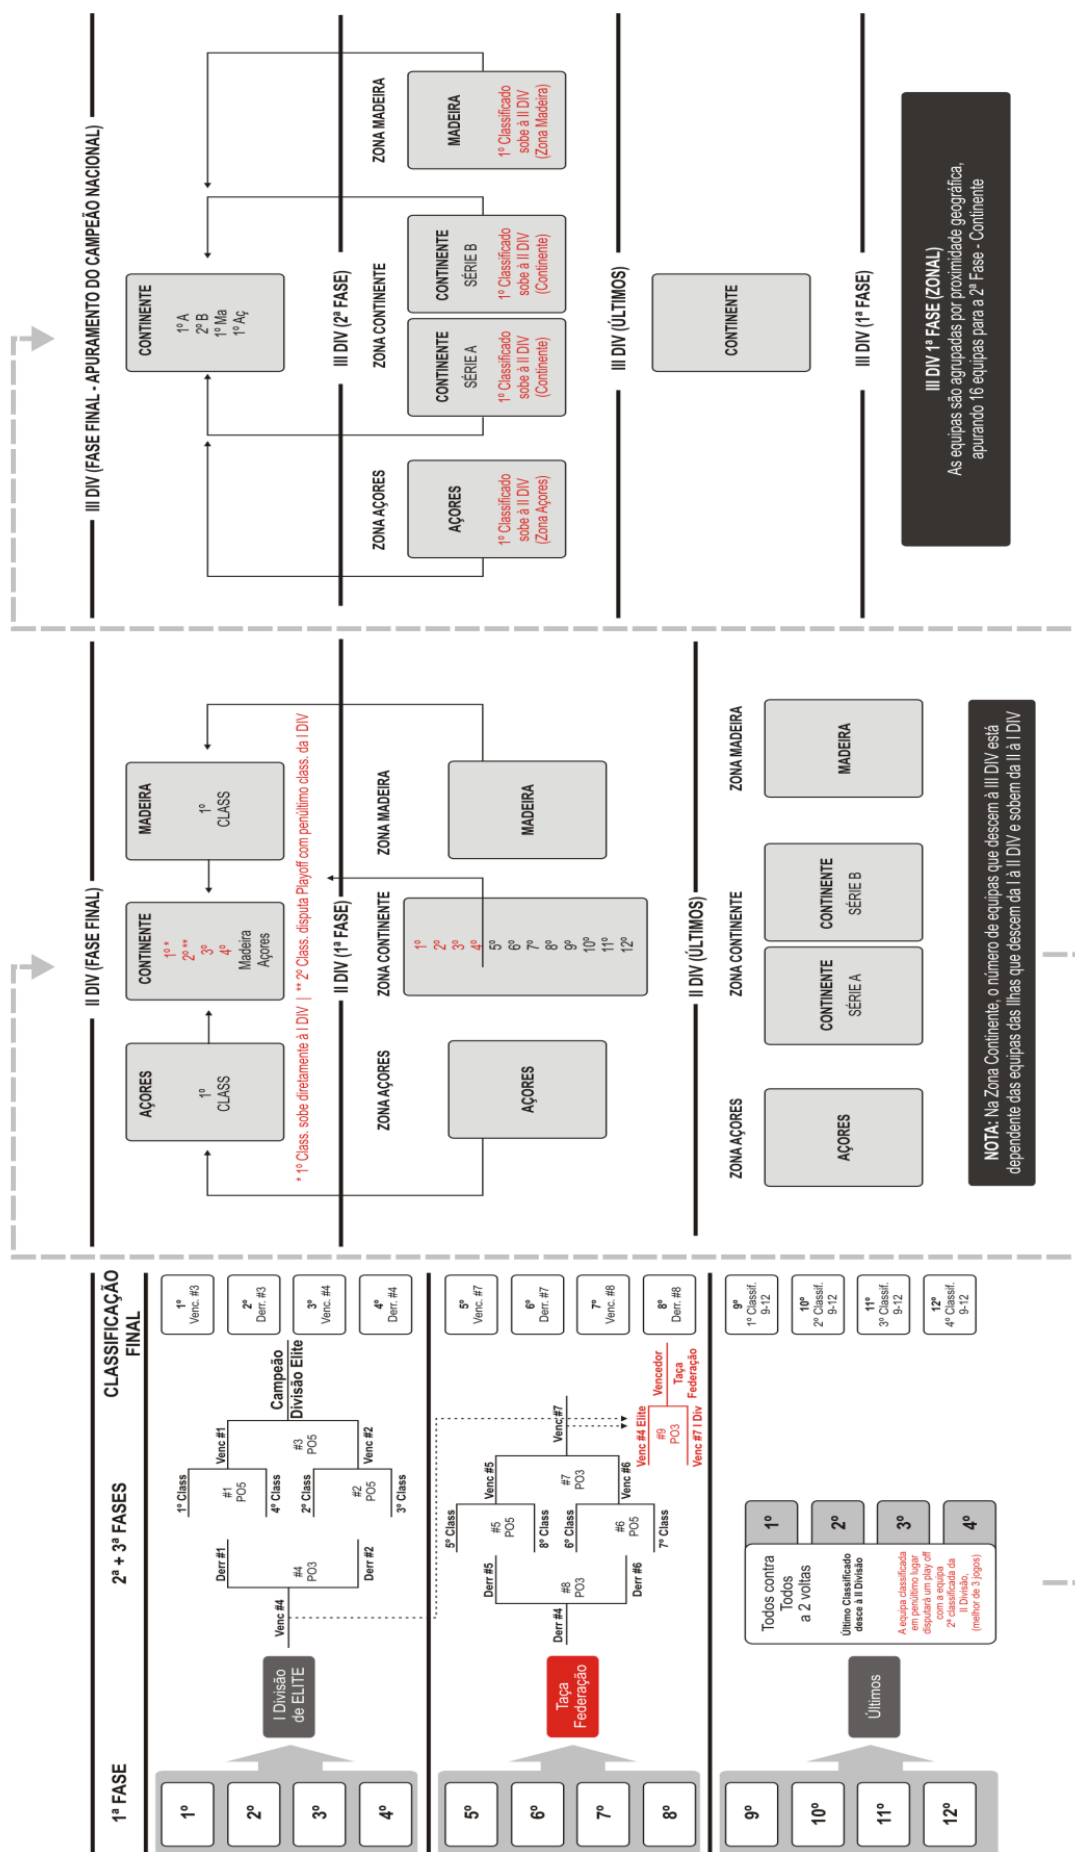 1ª FASE
2ª + 3ª FASES
CLASSIFICAÇÃO
FINAL
1º
2º
3º
4º
I Divisão
de ELITE
Venc #4
Derr #1
#4
PO3
Derr #2
1º Class
#1
PO5
4º Class
2º Class
#2
PO5
3º Class
Venc #1
#3
PO5
Venc #2
Campeão
Divisão Elite
1º
Venc. #3
2º
Derr. #3
3º
Venc. #4
4º
Derr. #4
5º
6º
7º
8º
Taça
Federação
Derr #4
Derr #5
#8
PO3
Derr #6
5º Class
#5
PO5
8º Class
6º Class
#6
PO5
7º Class
Venc #5
#7
PO3
Venc #6
Venc #7
Venc #4 Elite
#9
PO3
Venc #7 I Div
Vencedor
Taça
Federação
5º
Venc. #7
6º
Derr. #7
7º
Venc. #8
8º
Derr. #8
9º
10º
11º
12º
Últimos
Todos contra
Todos
a 2 voltas
Último Classificado
desce à II Divisão
A equipa classificada
em penúltimo lugar
disputará um play off
com a equipa
2ª classificada da
II Divisão,
(melhor de 3 jogos)
1º
2º
3º
4º
9º
1º Classif.
9-12
10º
2º Classif.
9-12
11º
3º Classif.
9-12
12º
4º Classif.
9-12
II DIV (FASE FINAL)
AÇORES
1º
CLASS
CONTINENTE
1º *
2º **
3º
4º
Madeira
Açores
MADEIRA
1º
CLASS
* 1º Class. sobe diretamente à I DIV | ** 2º Class. disputa Playoff com penúltimo class. da I DIV
II DIV (1ª FASE)
ZONA AÇORES
ZONA CONTINENTE
ZONA MADEIRA
AÇORES
1º
2º
3º
4º
5º
6º
7º
8º
9º
10º
11º
12º
MADEIRA
II DIV (ÚLTIMOS)
ZONA AÇORES
ZONA CONTINENTE
ZONA MADEIRA
AÇORES
CONTINENTE
SÉRIE A
CONTINENTE
SÉRIE B
MADEIRA
NOTA: Na Zona Continente, o número de equipas que descem à III DIV está
dependente das equipas das Ilhas que descem da I à II DIV e sobem da II à I DIV
III DIV (FASE FINAL - APURAMENTO DO CAMPEÃO NACIONAL)
CONTINENTE
1º A
2º B
1º Ma
1º Aç
III DIV (2ª FASE)
ZONA AÇORES
ZONA CONTINENTE
ZONA MADEIRA
AÇORES
1º Classificado
sobe à II DIV
(Zona Açores)
CONTINENTE
SÉRIE A
1º Classificado
sobe à II DIV
(Continente)
CONTINENTE
SÉRIE B
1º Classificado
sobe à II DIV
(Continente)
MADEIRA
1º Classificado
sobe à II DIV
(Zona Madeira)
III DIV (ÚLTIMOS)
CONTINENTE
III DIV (1ª FASE)
III DIV 1ª FASE (ZONAL)
As equipas são agrupadas por proximidade geográfica,
apurando 16 equipas para a 2ª Fase - Continente